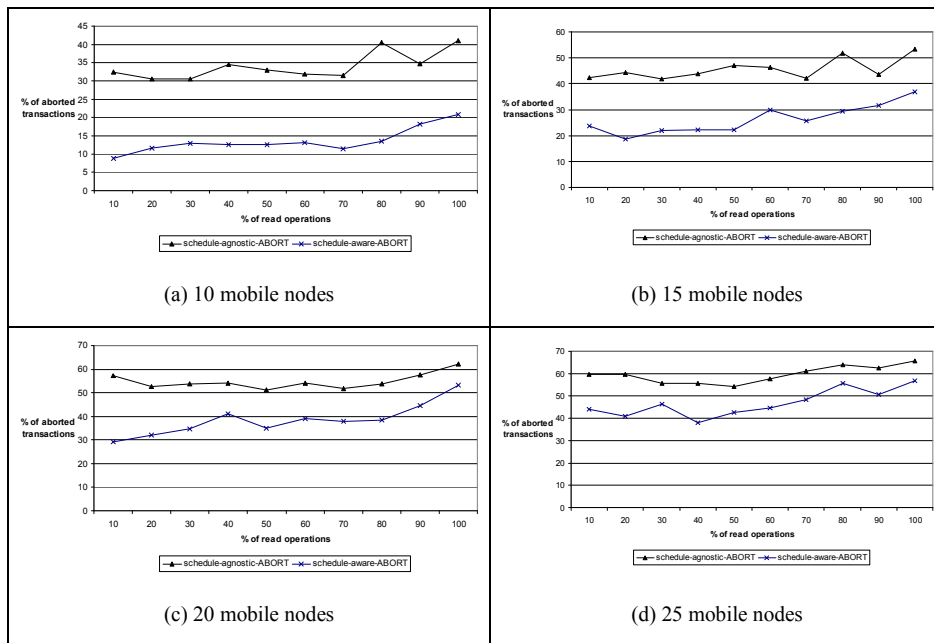 45
40
35
30
25
20
15
10
5
0
% of aborted
transactions
10 20 30 40 50 60 70 80 90 100
% of read operations
schedule-agnostic-ABORT schedule-aware-ABORT
(a) 10 mobile nodes
60
50
40
30
20
10
0
% of aborted
transactions
10 20 30 40 50 60 70 80 90 100
% of read operations
schedule-agnostic-ABORT schedule-aware-ABORT
(b) 15 mobile nodes
70
60
50
40
30
20
10
0
% of aborted
transactions
10 20 30 40 50 60 70 80 90 100
% of read operations
schedule-agnostic-ABORT schedule-aware-ABORT
(c) 20 mobile nodes
70
60
50
40
30
20
10
0
% of aborted
transactions
10 20 30 40 50 60 70 80 90 100
% of read operations
schedule-agnostic-ABORT schedule-aware-ABORT
(d) 25 mobile nodes